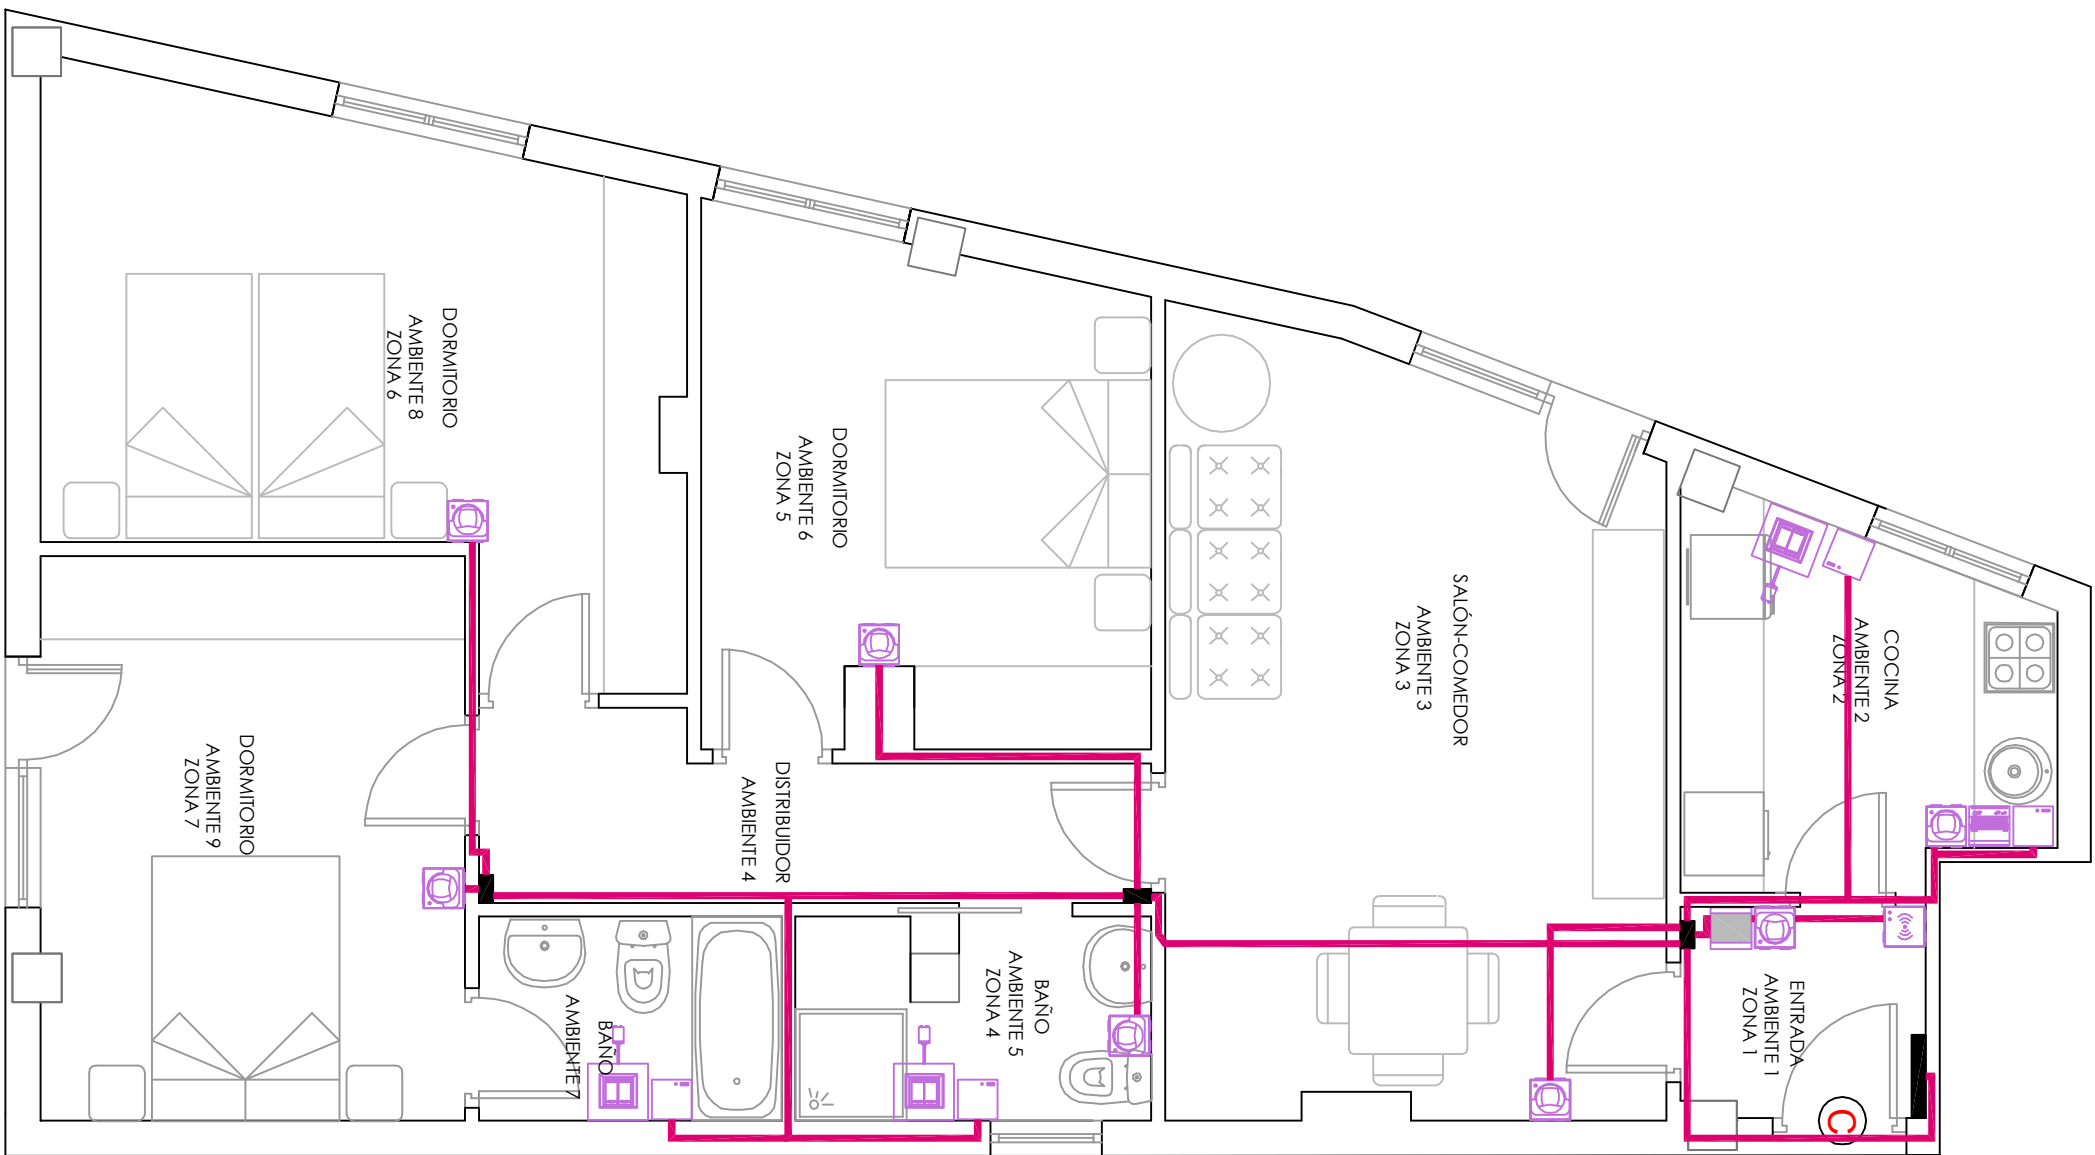 DORMITORIO
AMBIENTE 8
ZONA 6
DORMITORIO
AMBIENTE 6
ZONA 5
SALÓN-COMEDOR
AMBIENTE 3
ZONA 3
COCINA
AMBIENTE 2
ZONA 2
DORMITORIO
AMBIENTE 9
ZONA 7
DISTRIBUIDOR
AMBIENTE 4
BAÑO
AMBIENTE 7
BAÑO
AMBIENTE 5
ZONA 4
ENTRADA
AMBIENTE 1
ZONA 1
C